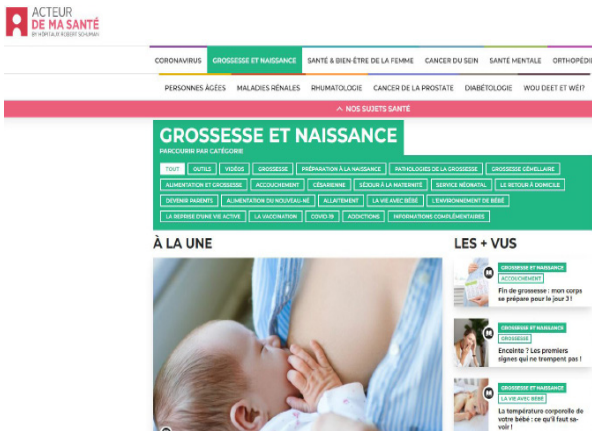 ACTEUR
DE MA SANTÉ
BY HÔPITAUX ROBERT SCHUMAN
CORONAVIRUS GROSSESSE ET NAISSANCE SANTÉ & BIEN-ÊTRE DE LA FEMME CANCER DU SEIN SANTÉ MENTALE ORTHOPÉDIE
PERSONNES ÂGÉES MALADIES RÉNALES RHUMATOLOGIE CANCER DE LA PROSTATE DIABÉTOLOGIE WOU DEET ET WÉI?
NOS SUJETS SANTÉ
GROSSESSE ET NAISSANCE
PARCOURIR PAR CATÉGORIE
TOUT OUTILS VIDÉOS GROSSESSE PRÉPARATION À LA NAISSANCE PATHOLOGIES DE LA GROSSESSE GROSSESSE GÉMELLAIRE
ALIMENTATION ET GROSSESSE ACCOUCHEMENT CÉSARIENNE SÉJOUR À LA MATERNITÉ SERVICE NÉONATAL LE RETOUR À DOMICILE
DEVENIR PARENTS ALIMENTATION DU NOUVEAU-NÉ ALLAITEMENT LA VIE AVEC BÉBÉ L'ENVIRONNEMENT DE BÉBÉ
LA REPRISE D'UNE VIE ACTIVE LA VACCINATION COVID-19 ADDICTIONS INFORMATIONS COMPLÉMENTAIRES
À LA UNE
LES + VUS
GROSSESSE ET NAISSANCE
ACCOUCHEMENT
Fin de grossesse : mon corps
se prépare pour le jour J !
GROSSESSE ET NAISSANCE
GROSSESSE
Enceinte ? Les premiers
signes qui ne trompent pas !
GROSSESSE ET NAISSANCE
LA VIE AVEC BÉBÉ
La température corporelle de
votre bébé : ce qu'il faut sa-
voir !